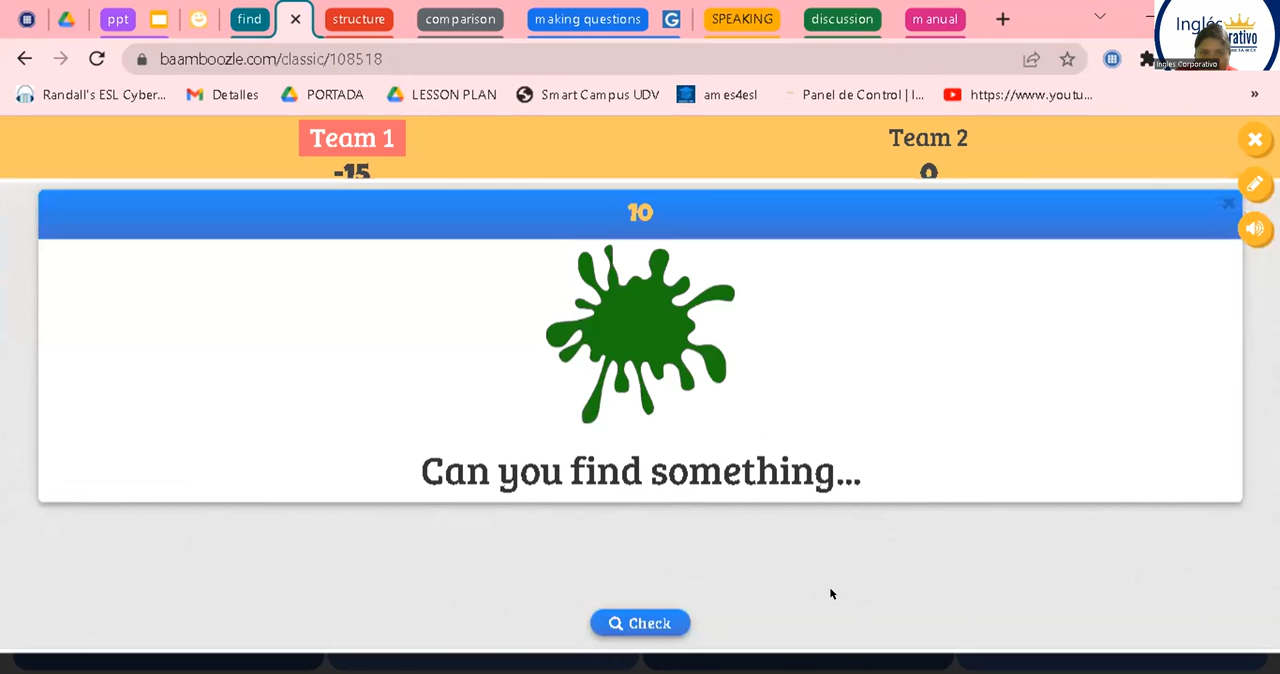 ppt find structure comparison making questions SPEAKING discussion manual
baamboozle.com/classic/108518
Randall's ESL Cyber... Detalles PORTADA LESSON PLAN Smart Campus UDV ames4esl Panel de Control | I... https://www.youtu... »
Inglés
Ingles Corporativo
Team 1 Team 2
-15 0
10
Can you find something...
Check